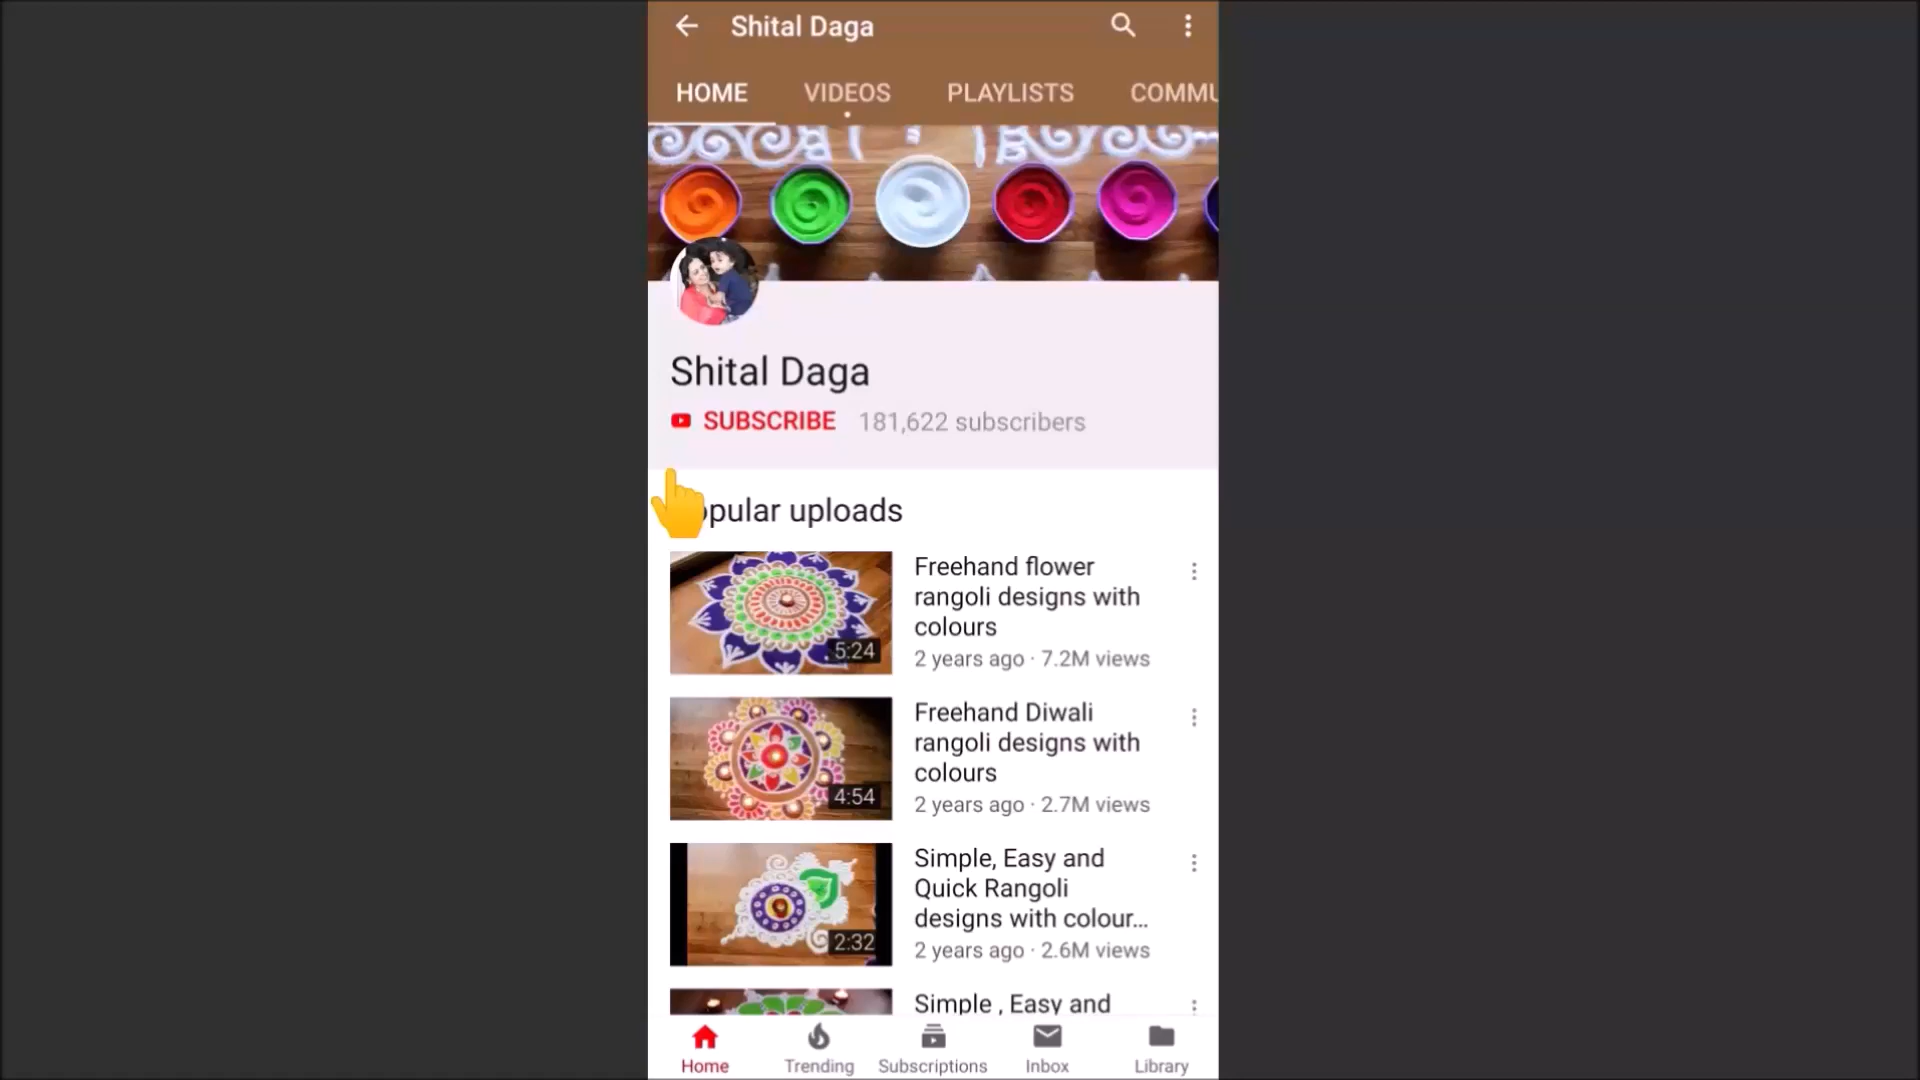 Shital Daga
HOME VIDEOS PLAYLISTS COMMU
Shital Daga
SUBSCRIBE 181,622 subscribers
opular uploads
Freehand flower
rangoli designs with
colours
2 years ago · 7.2M views
5:24
Freehand Diwali
rangoli designs with
colours
2 years ago · 2.7M views
4:54
Simple, Easy and
Quick Rangoli
designs with colour...
2 years ago · 2.6M views
2:32
Simple , Easy and
Home Trending Subscriptions Inbox Library